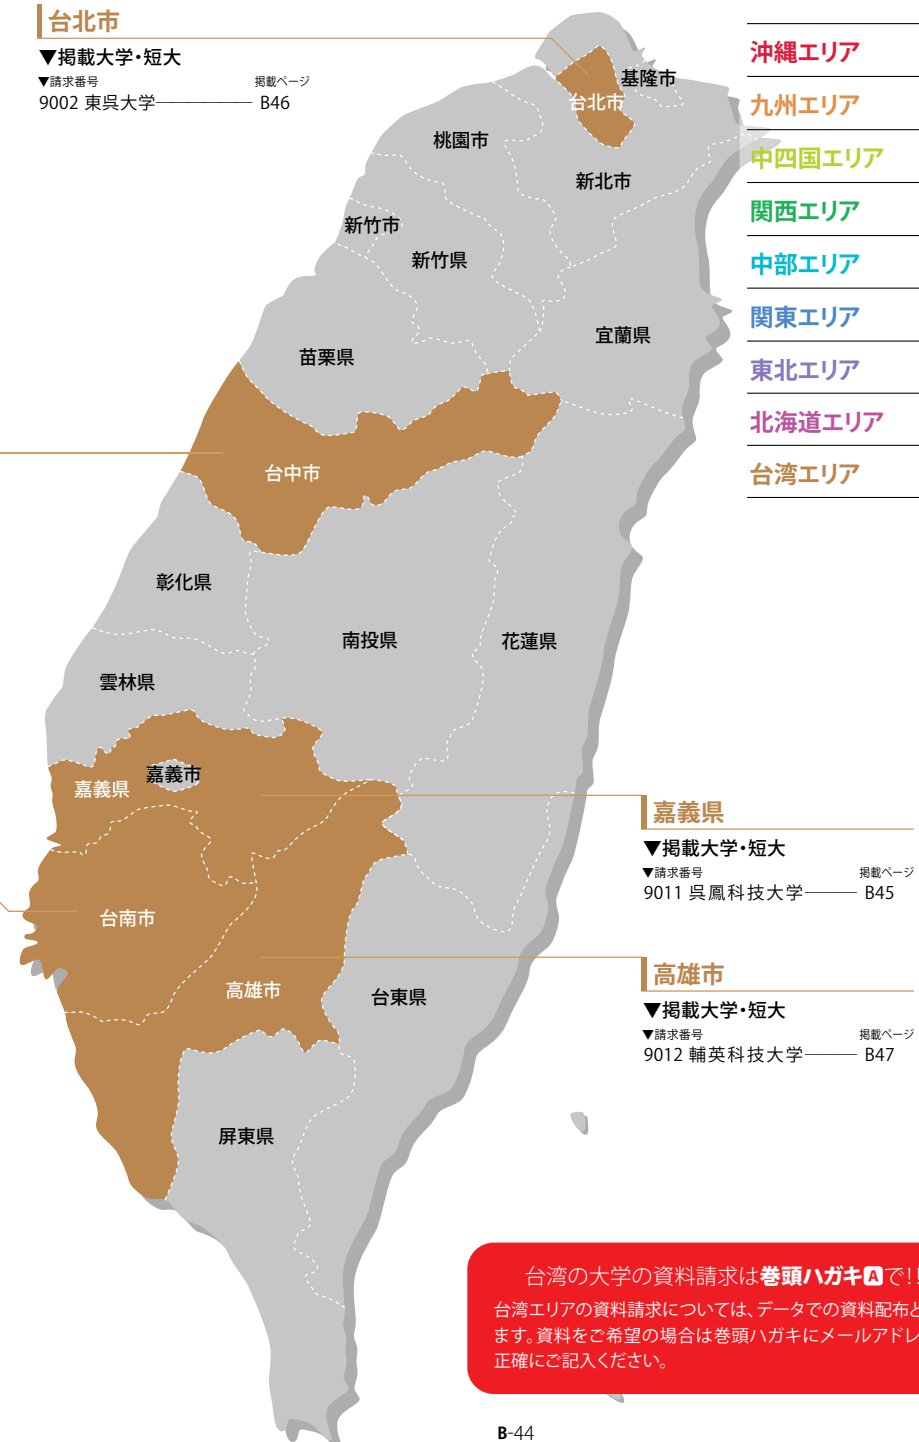 台北市
▼掲載大学・短大
▼請求番号 掲載ページ
9002 東呉大学 B46
沖縄エリア
九州エリア
中四国エリア
関西エリア
中部エリア
関東エリア
東北エリア
北海道エリア
台湾エリア
基隆市
台北市
桃園市
新北市
新竹市
新竹県
宜蘭県
苗栗県
台中市
彰化県
南投県
花蓮県
雲林県
嘉義市
嘉義県
台南市
高雄市
台東県
屏東県
嘉義県
▼掲載大学・短大
▼請求番号 掲載ページ
9011 呉鳳科技大学 B45
高雄市
▼掲載大学・短大
▼請求番号 掲載ページ
9012 輔英科技大学 B47
台湾の大学の資料請求は巻頭ハガキAで!!
台湾エリアの資料請求については、データでの資料配布と
ます。資料をご希望の場合は巻頭ハガキにメールアドレ
正確にご記入ください。
B-44